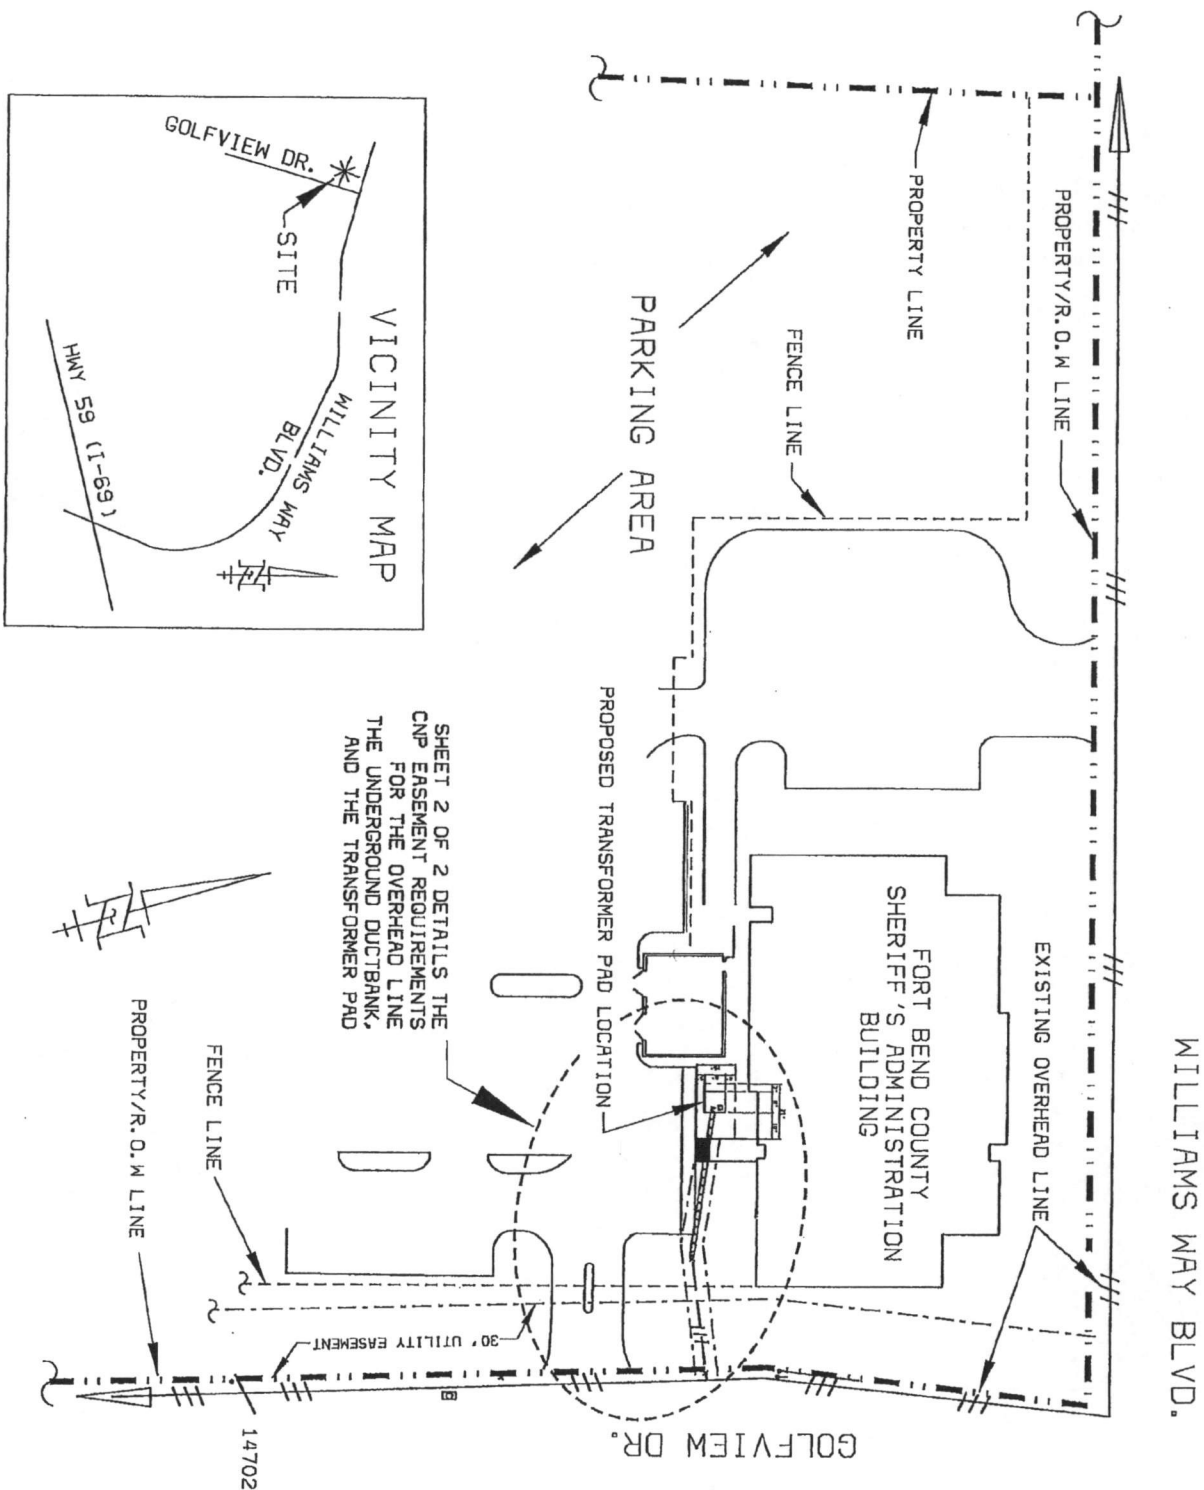 WILLIAMS WAY BLVD.
PROPERTY/R.O.W LINE
PROPERTY LINE
FENCE LINE
PARKING AREA
EXISTING OVERHEAD LINE
FORT BEND COUNTY
SHERIFF'S ADMINISTRATION
BUILDING
PROPOSED TRANSFORMER PAD LOCATION
SHEET 2 OF 2 DETAILS THE
CNP EASEMENT REQUIREMENTS
FOR THE OVERHEAD LINE
THE UNDERGROUND DUCTBANK,
AND THE TRANSFORMER PAD
N
FENCE LINE
PROPERTY/R.O.W LINE
30' UTILITY EASEMENT
14702
GOLFVIEW DR.
VICINITY MAP
WILLIAMS WAY
BLVD.
SITE
GOLFVIEW DR.
HWY 59 (I-69)
N